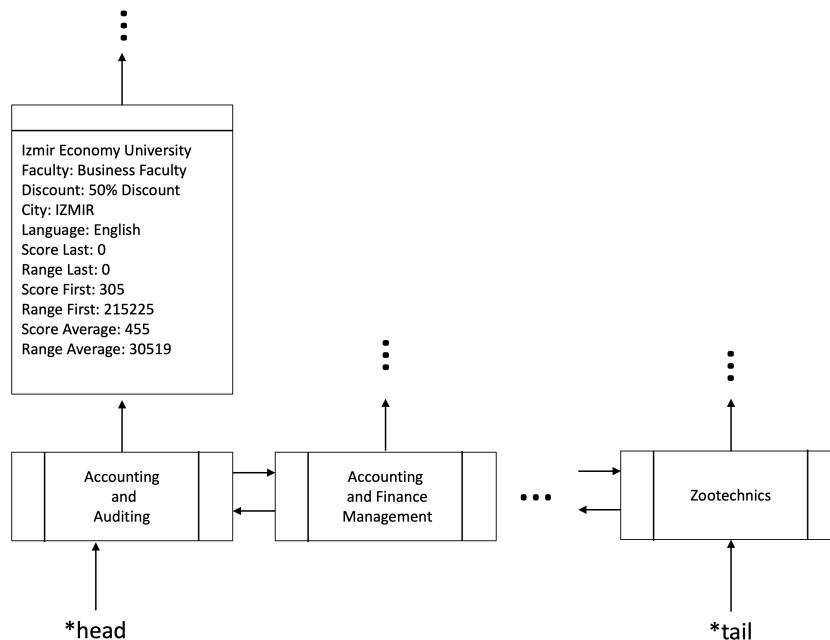 Izmir Economy University
Faculty: Business Faculty
Discount: 50% Discount
City: IZMIR
Language: English
Score Last: 0
Range Last: 0
Score First: 305
Range First: 215225
Score Average: 455
Range Average: 30519
Accounting
and
Auditing
Accounting
and Finance
Management
Zootechnics
*head
*tail